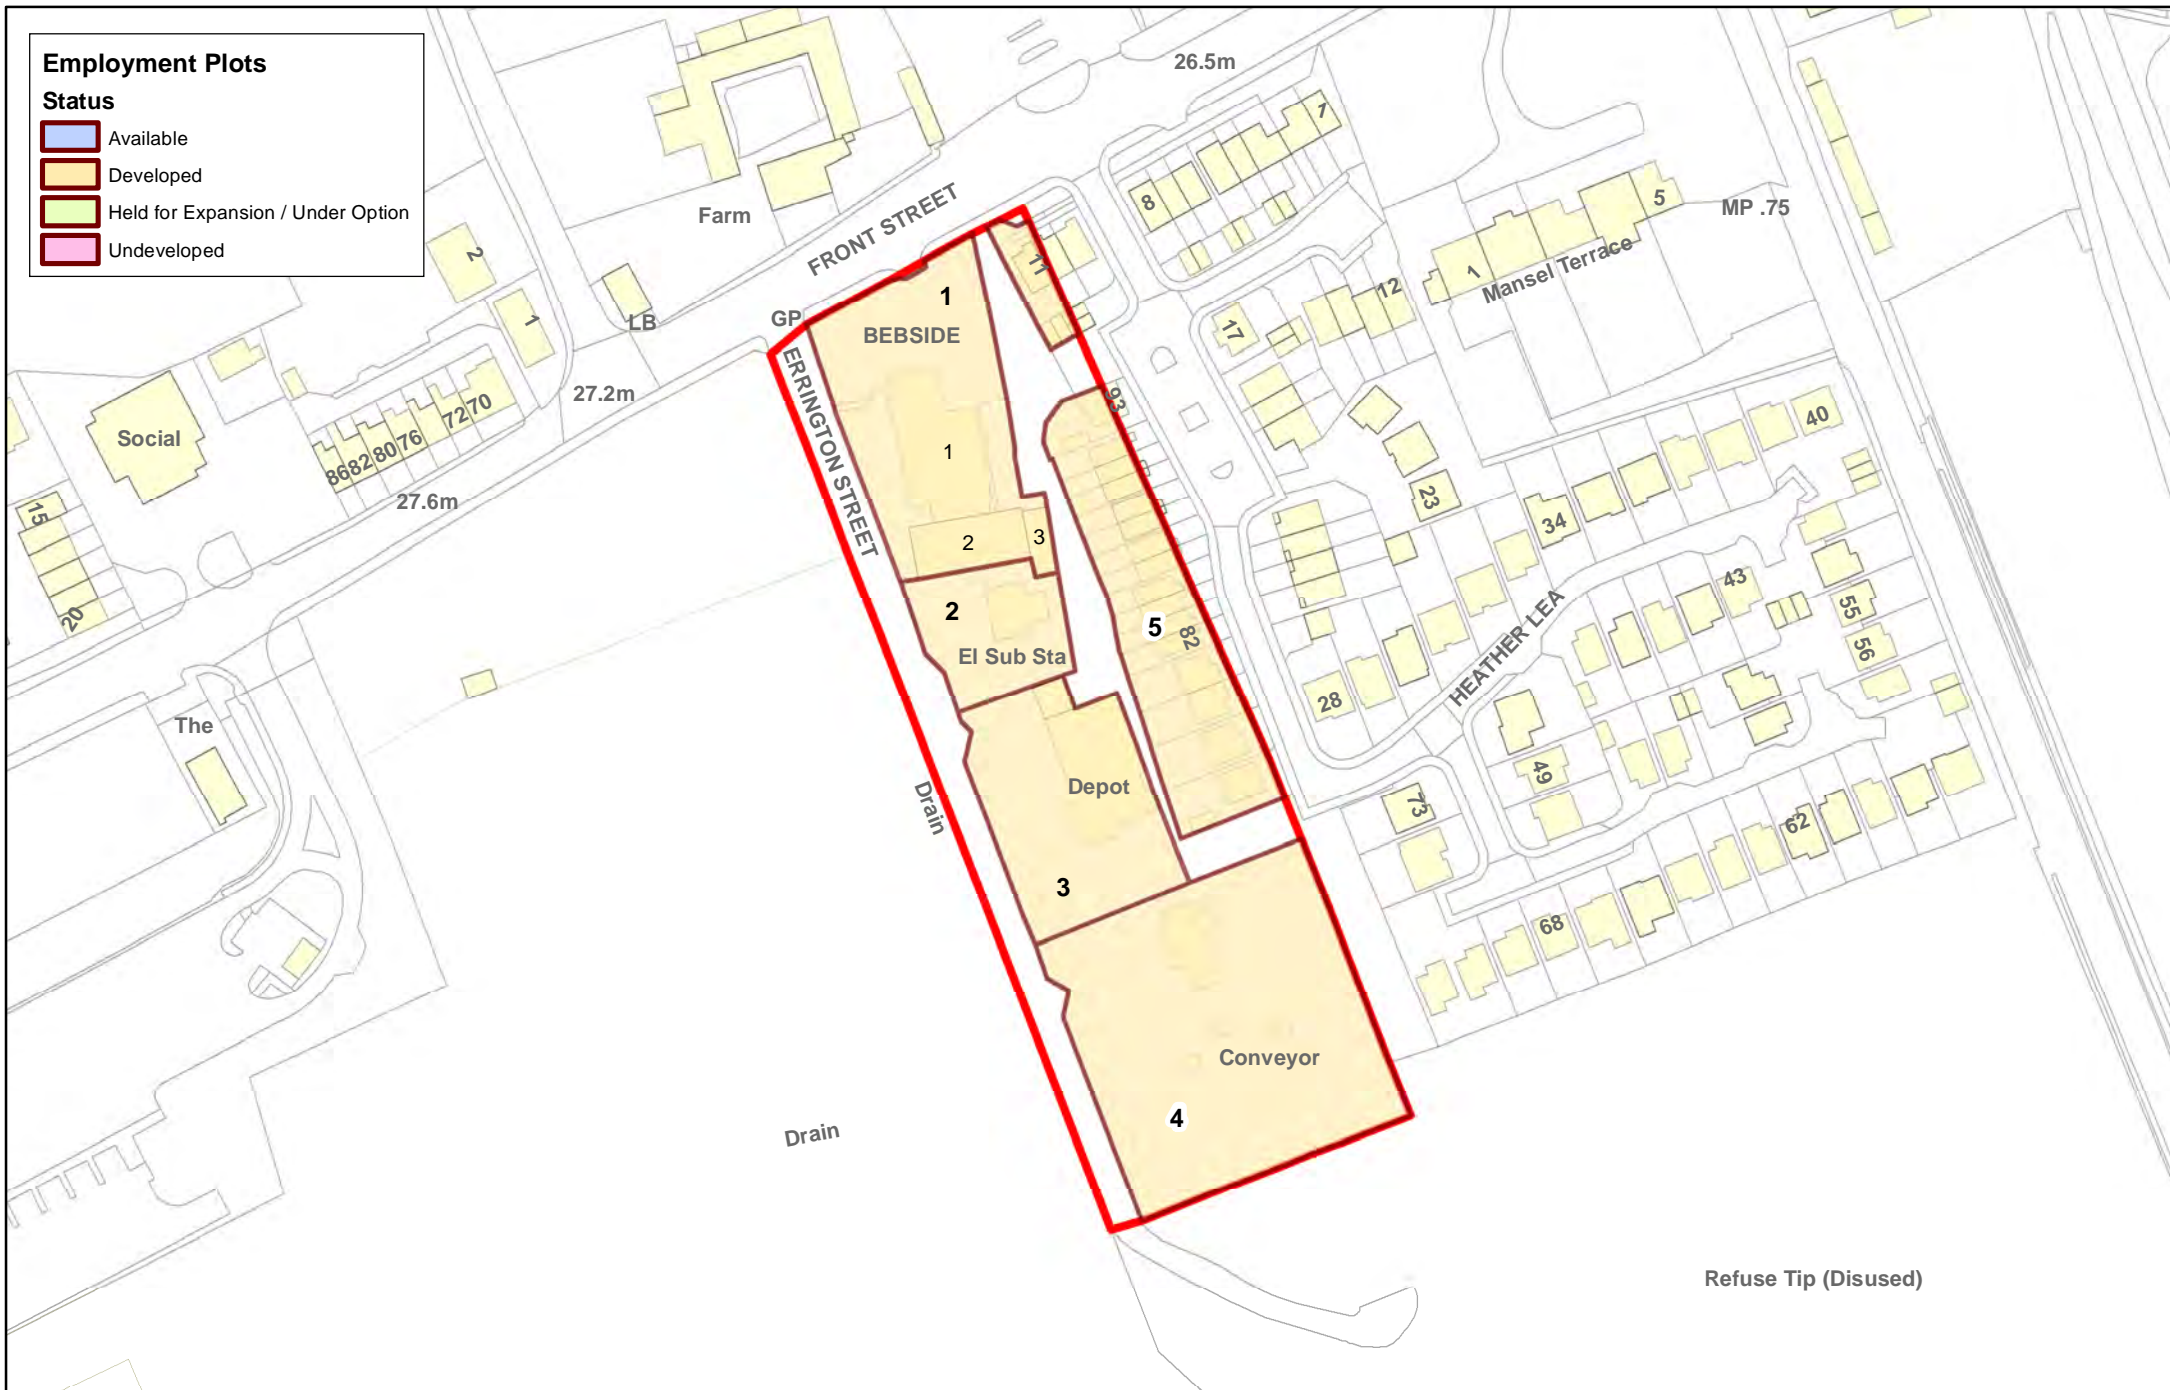 Employment Plots
Status
Available
Developed
Held for Expansion / Under Option
Undeveloped
26.5m
1
8
5
MP .75
Mansel Terrace
1
Farm
FRONT STREET
2
1
LB
GP
11
1
BEBSIDE
ERRINGTON STREET
17
12
27.2m
70
72
76
80
82
86
Social
27.6m
15
20
1
93
40
23
34
2
3
43
55
56
2
El Sub Sta
5
82
HEATHER LEA
28
The
49
73
62
68
Drain
Depot
3
Conveyor
4
Drain
Refuse Tip (Disused)